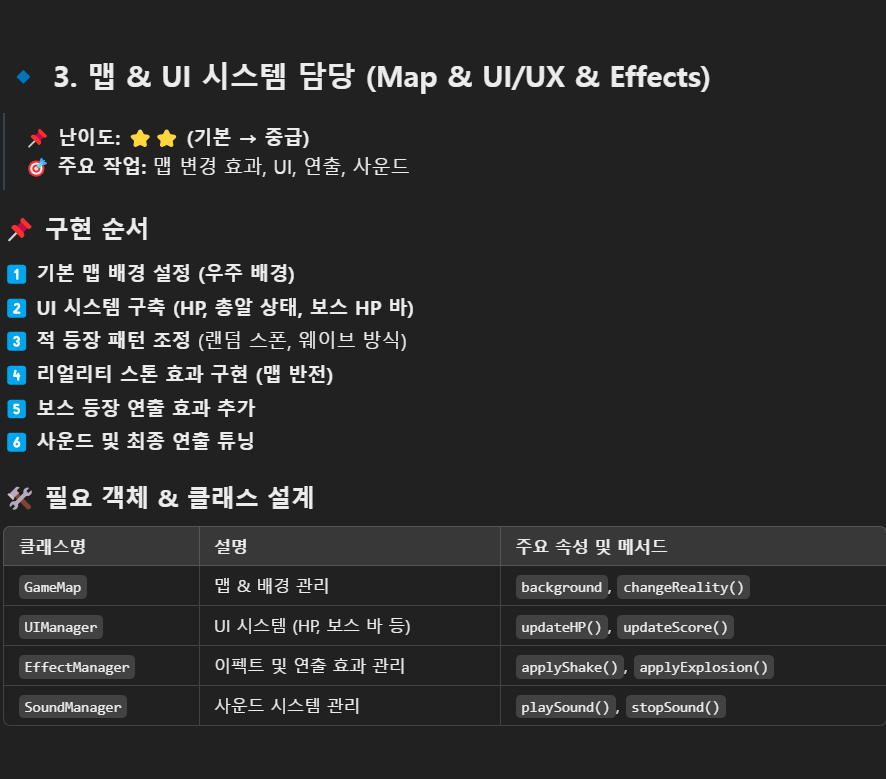 🔹 3. 맵 & UI 시스템 담당 (Map & UI/UX & Effects)
📌 난이도: ⭐⭐ (기본 → 중급)
🎯 주요 작업: 맵 변경 효과, UI, 연출, 사운드
📌 구현 순서
1️⃣ 기본 맵 배경 설정 (우주 배경)
2️⃣ UI 시스템 구축 (HP, 총알 상태, 보스 HP 바)
3️⃣ 적 등장 패턴 조정 (랜덤 스폰, 웨이브 방식)
4️⃣ 리얼리티 스톤 효과 구현 (맵 반전)
5️⃣ 보스 등장 연출 효과 추가
6️⃣ 사운드 및 최종 연출 튜닝
🛠 필요 객체 & 클래스 설계
클래스명 설명 주요 속성 및 메서드
GameMap 맵 & 배경 관리 background, changeReality()
UIManager UI 시스템 (HP, 보스 바 등) updateHP(), updateScore()
EffectManager 이펙트 및 연출 효과 관리 applyShake(), applyExplosion()
SoundManager 사운드 시스템 관리 playSound(), stopSound()